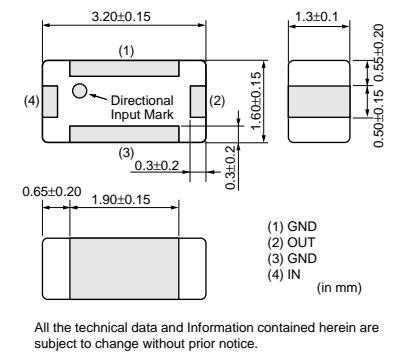 3.20±0.15
1.3±0.1
(1)
(4)
Directional
Input Mark
(2)
1.60±0.15
0.55±0.20
0.50±0.15
(3)
0.3±0.2
0.3±0.2
0.65±0.20
1.90±0.15
(1) GND
(2) OUT
(3) GND
(4) IN
(in mm)
All the technical data and Information contained herein are
subject to change without prior notice.